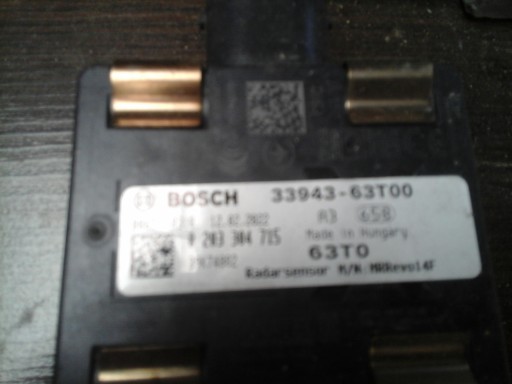 BOSCH 33943-63T00
12.02.2022 A3 658
0 203 304 715 Made in Hungary
63T0
Radarsensor M/N:MRRevo14F